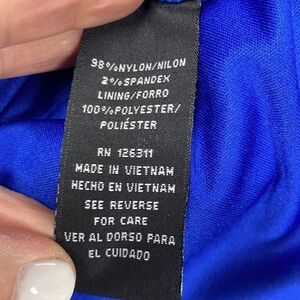 98%NYLON/NILON
2%SPANDEX
LINING/FORRO
100%POLYESTER/
POLIÉSTER
RN 126311
MADE IN VIETNAM
HECHO EN VIETNAM
SEE REVERSE
FOR CARE
VER AL DORSO PARA
EL CUIDADO